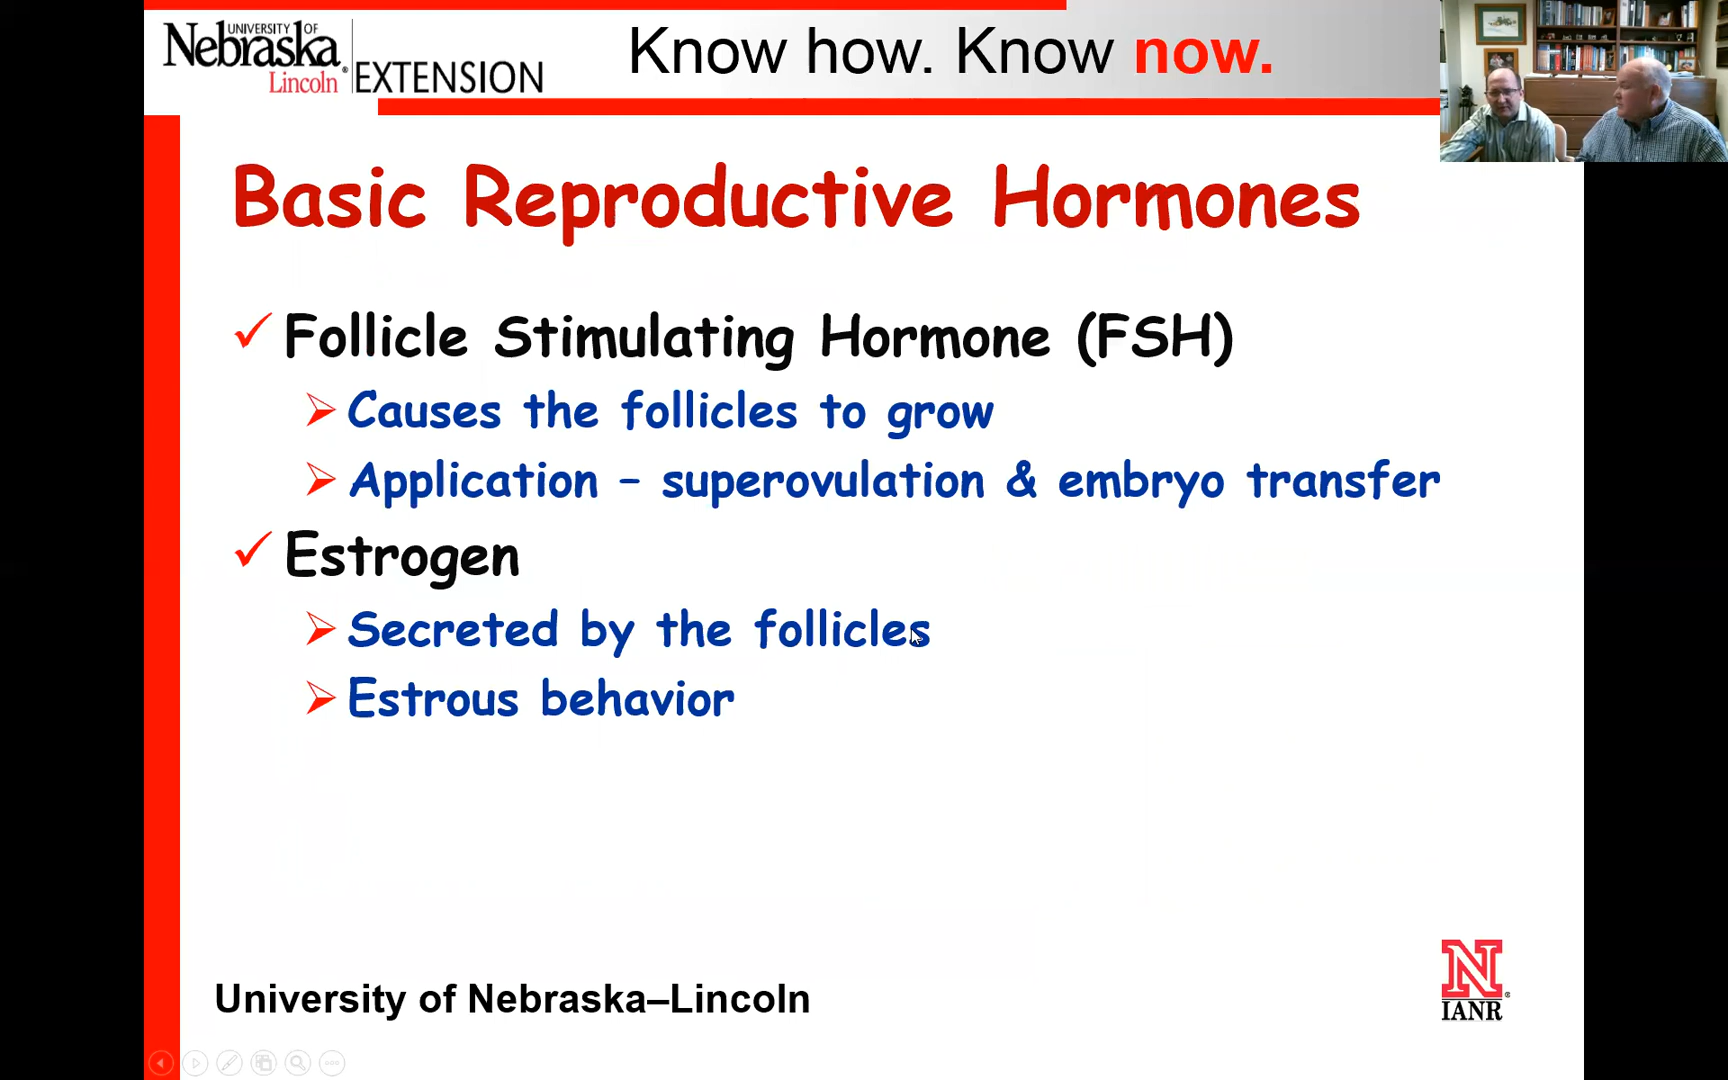 UNIVERSITY OF
Nebraska
Lincoln®
EXTENSION
Know how. Know now.
Basic Reproductive Hormones
✓ Follicle Stimulating Hormone (FSH)
➢ Causes the follicles to grow
➢ Application – superovulation & embryo transfer
✓ Estrogen
➢ Secreted by the follicles
➢ Estrous behavior
University of Nebraska–Lincoln
N
IANR®